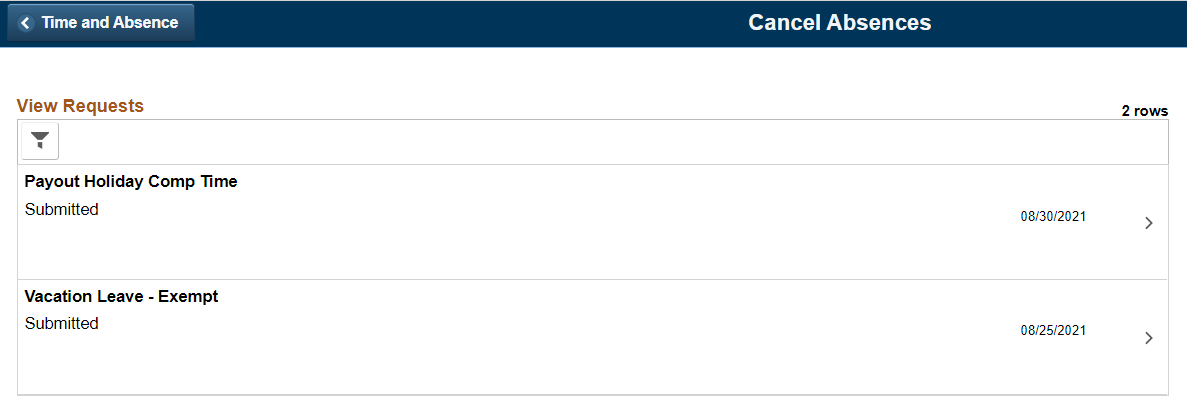 Time and Absence
Cancel Absences
View Requests
2 rows
Payout Holiday Comp Time
Submitted
08/30/2021
Vacation Leave - Exempt
Submitted
08/25/2021